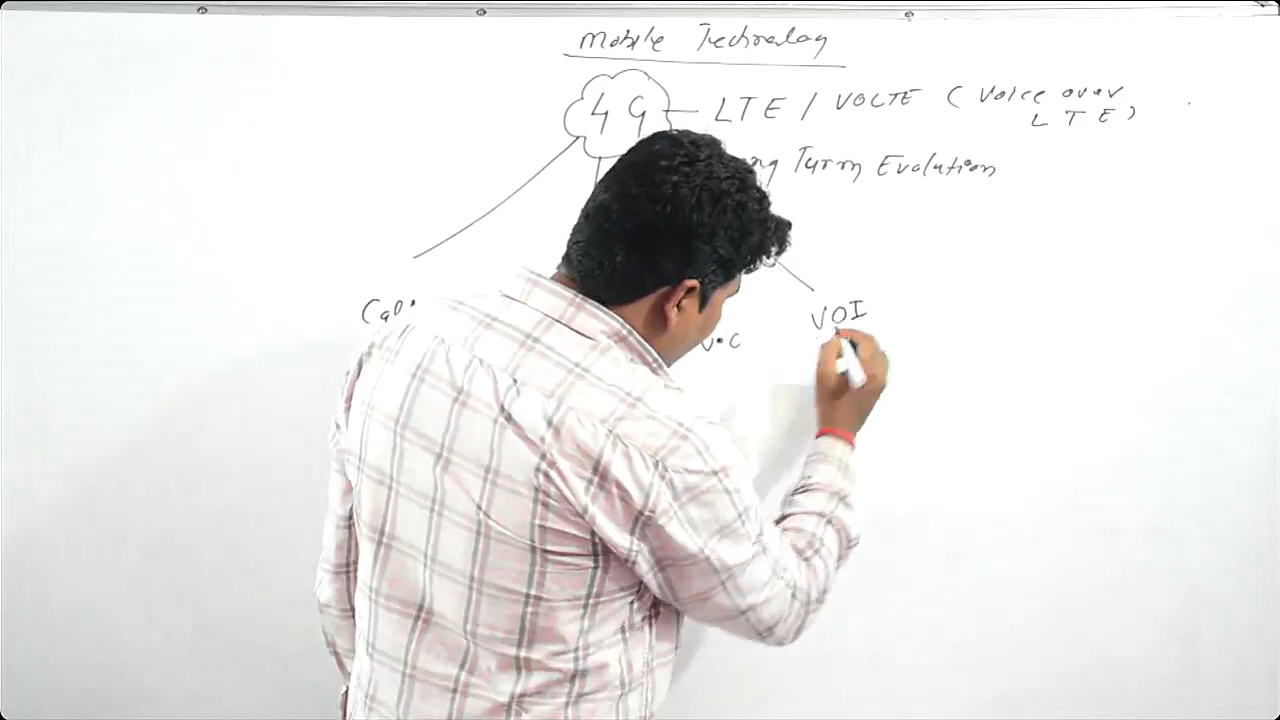 Mobile Technology
4G LTE / VOLTE ( Voice over
LTE)
Turm Evolution
VOI